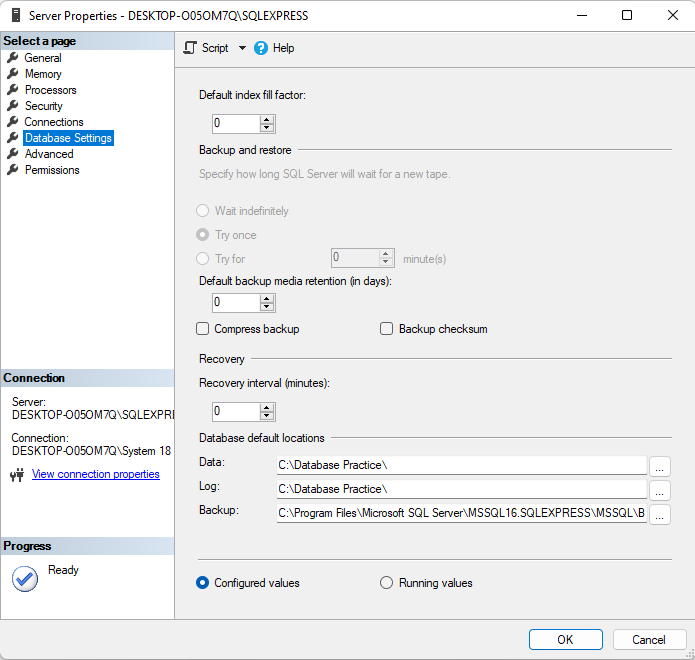 Server Properties - DESKTOP-O05OM7Q\SQLEXPRESS
Select a page
General
Memory
Processors
Security
Connections
Database Settings
Advanced
Permissions
Connection
Server:
DESKTOP-O05OM7Q\SQLEXPRE
Connection:
DESKTOP-O05OM7Q\System 18
View connection properties
Progress
Ready
Script Help
Default index fill factor:
0
Backup and restore
Specify how long SQL Server will wait for a new tape.
Wait indefinitely
Try once
Try for 0 minute(s)
Default backup media retention (in days):
0
Compress backup Backup checksum
Recovery
Recovery interval (minutes):
0
Database default locations
Data: C:\Database Practice\ ...
Log: C:\Database Practice\ ...
Backup: C:\Program Files\Microsoft SQL Server\MSSQL16.SQLEXPRESS\MSSQL\B ...
Configured values Running values
OK Cancel